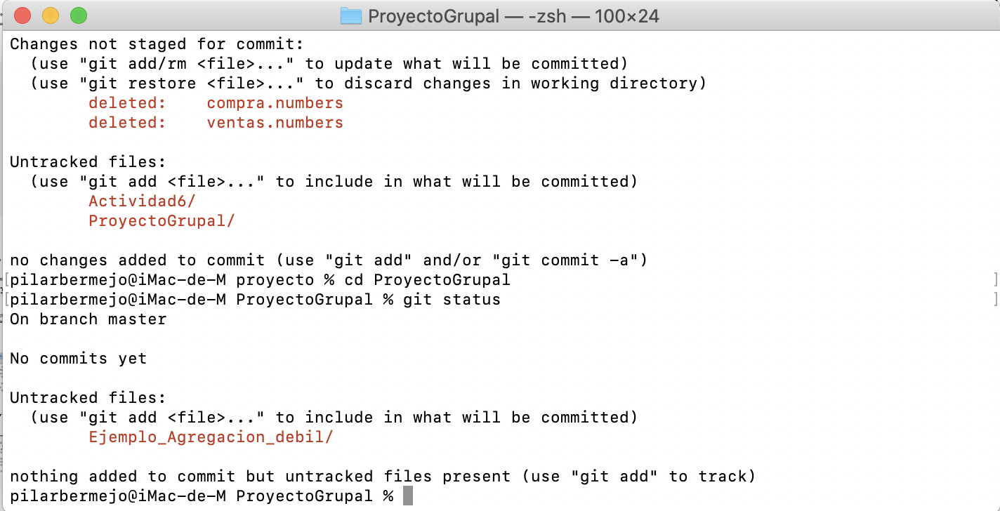 ProyectoGrupal — -zsh — 100×24
Changes not staged for commit:
  (use "git add/rm <file>..." to update what will be committed)
  (use "git restore <file>..." to discard changes in working directory)
        deleted:    compra.numbers
        deleted:    ventas.numbers

Untracked files:
  (use "git add <file>..." to include in what will be committed)
        Actividad6/
        ProyectoGrupal/

no changes added to commit (use "git add" and/or "git commit -a")
[pilarbermejo@iMac-de-M proyecto % cd ProyectoGrupal ]
[pilarbermejo@iMac-de-M ProyectoGrupal % git status ]
On branch master

No commits yet

Untracked files:
  (use "git add <file>..." to include in what will be committed)
        Ejemplo_Agregacion_debil/

nothing added to commit but untracked files present (use "git add" to track)
pilarbermejo@iMac-de-M ProyectoGrupal %